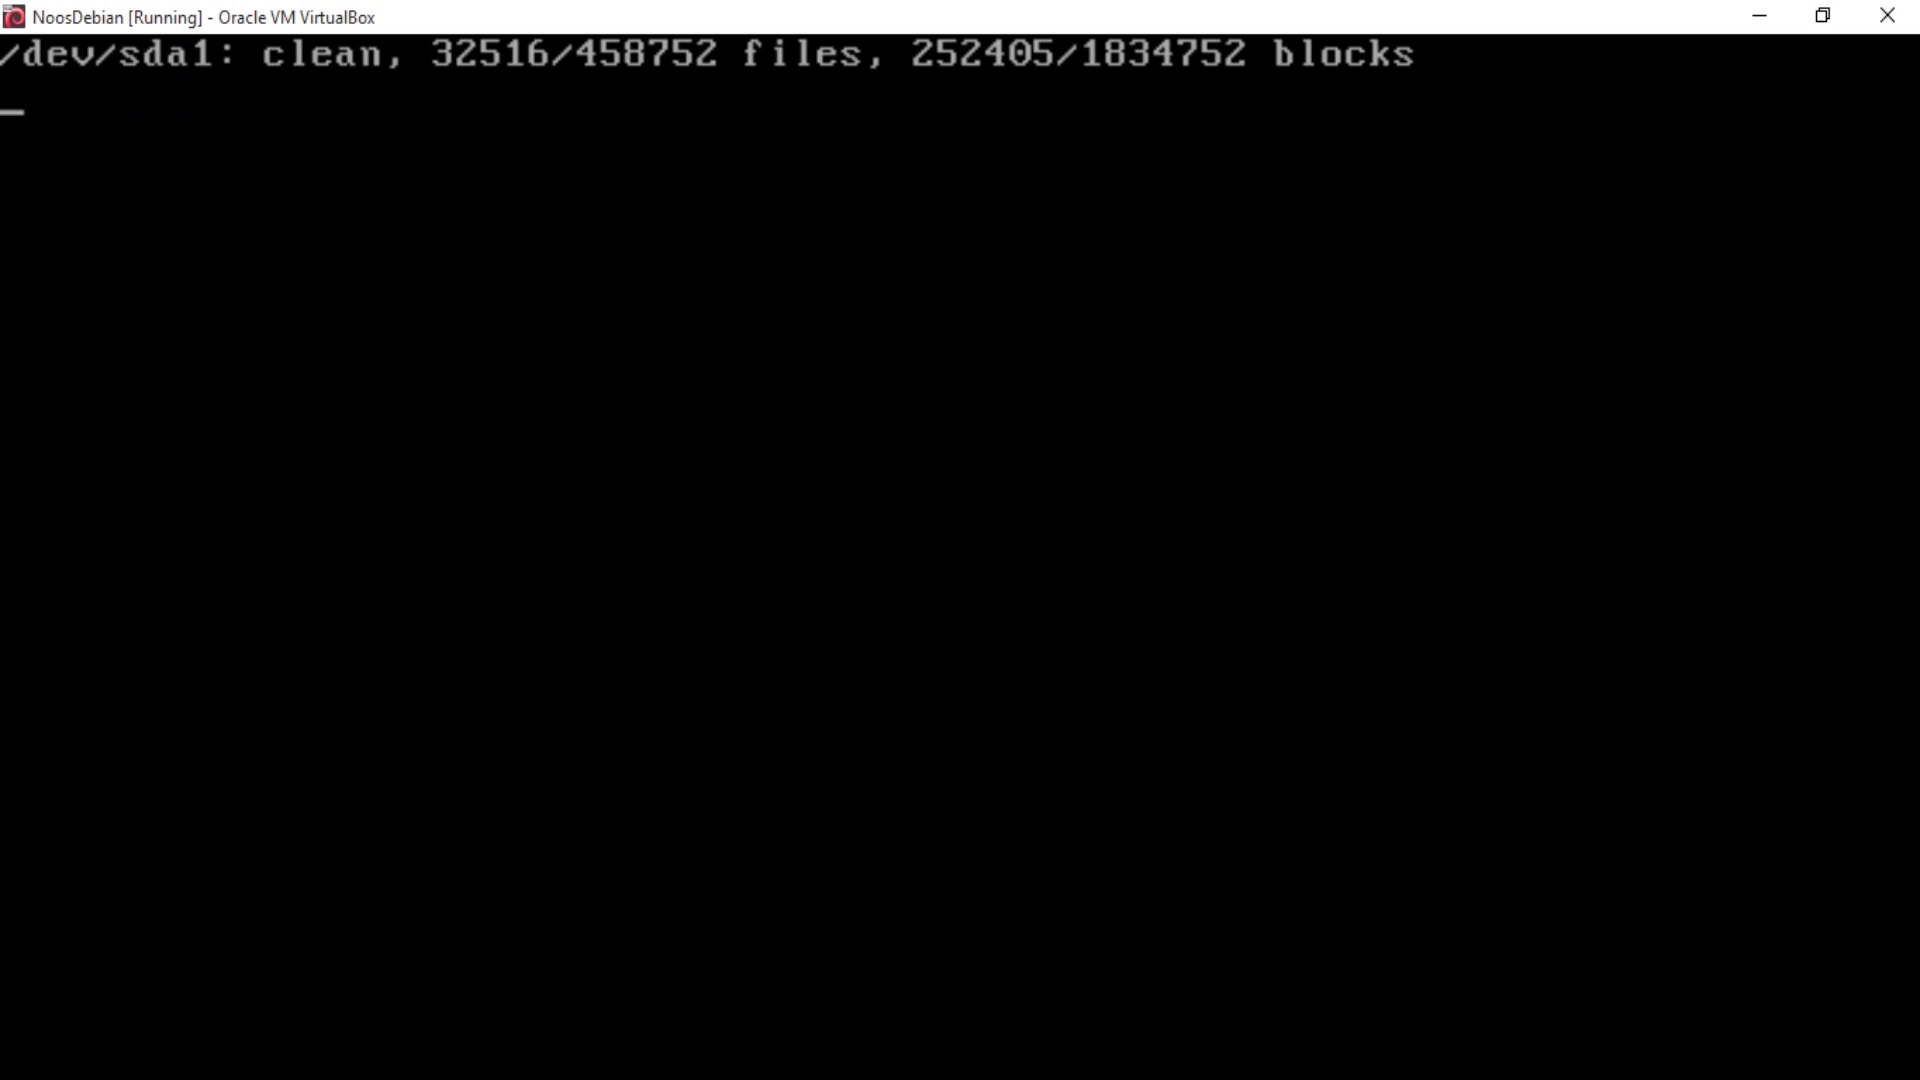 NoosDebian [Running] - Oracle VM VirtualBox
/dev/sda1: clean, 32516/458752 files, 252405/1834752 blocks